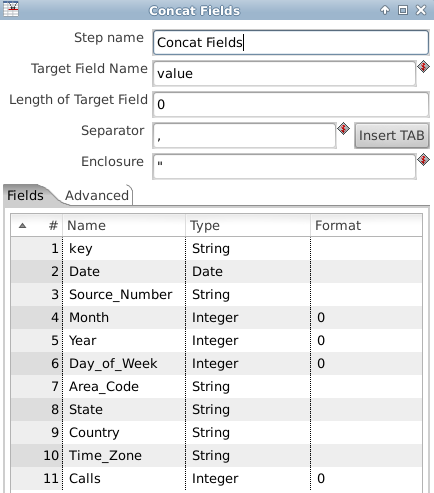 Concat Fields
Step name Concat Fields
Target Field Name value
Length of Target Field 0
Separator , Insert TAB
Enclosure "
Fields Advanced
# Name Type Format
1 key String
2 Date Date
3 Source_Number String
4 Month Integer 0
5 Year Integer 0
6 Day_of_Week Integer 0
7 Area_Code String
8 State String
9 Country String
10 Time_Zone String
11 Calls Integer 0